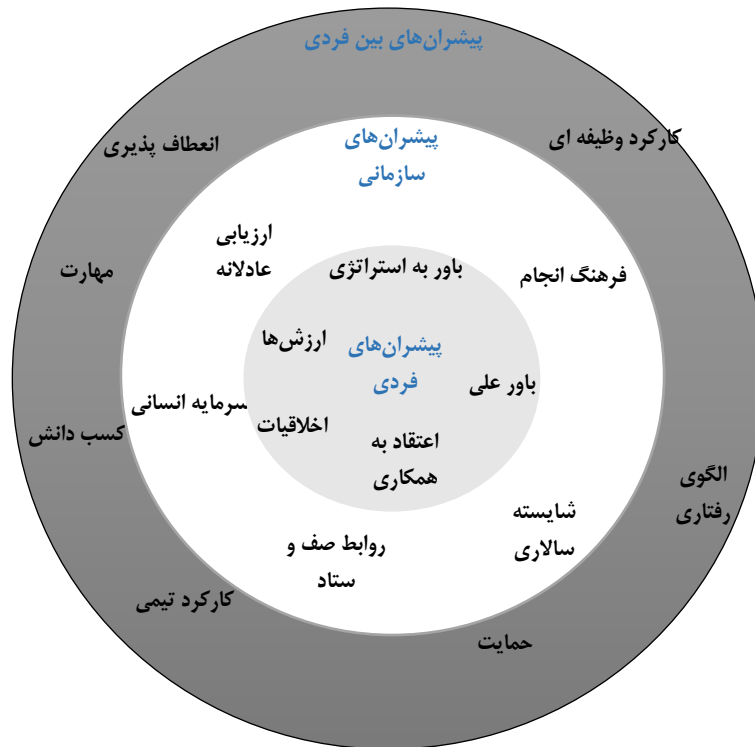 پیشران‌های بین فردی
کارکرد وظیفه ای
انعطاف پذیری
مهارت
کسب دانش
کارکرد تیمی
حمایت
الگوی
رفتاری
پیشران‌های
سازمانی
فرهنگ انجام
ارزیابی
عادلانه
سرمایه انسانی
روابط صف و
ستاد
شایسته
سالاری
باور به استراتژی
ارزش‌ها
پیشران‌های
فردی
باور علی
اخلاقیات
اعتقاد به
همکاری